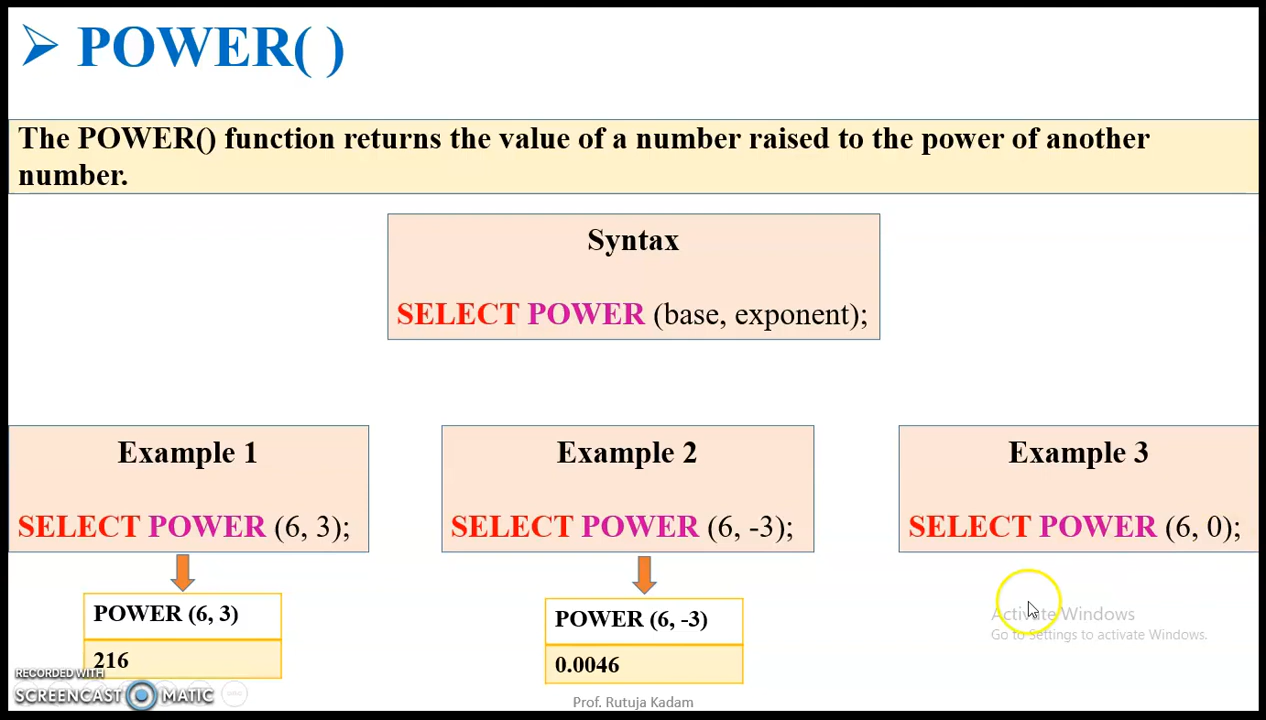 POWER( )
The POWER() function returns the value of a number raised to the power of another
number.
Syntax
SELECT POWER (base, exponent);
Example 1
SELECT POWER (6, 3);
POWER (6, 3)
216
Example 2
SELECT POWER (6, -3);
POWER (6, -3)
0.0046
Example 3
SELECT POWER (6, 0);
Activate Windows
Go to Settings to activate Windows.
RECORDED WITH
SCREENCAST MATIC
Prof. Rutuja Kadam